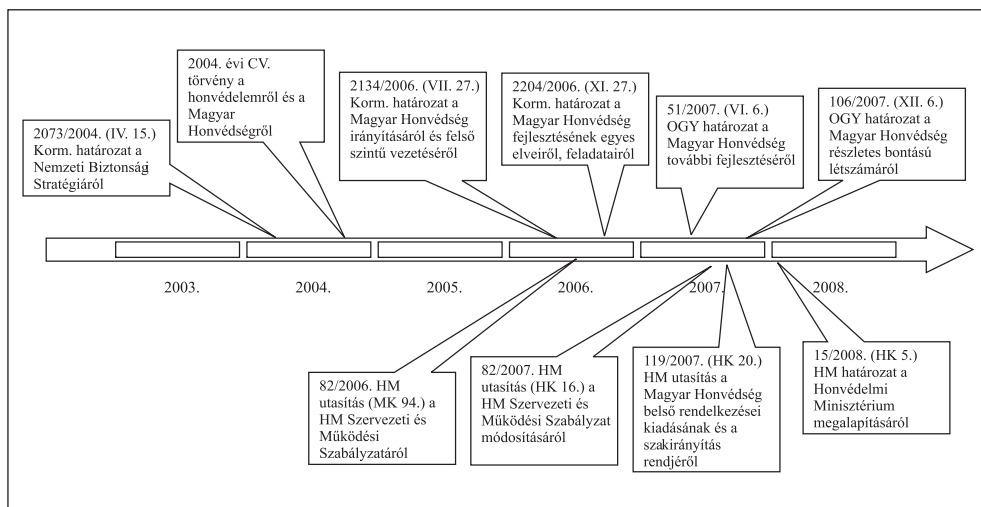 2073/2004. (IV. 15.)
Korm. határozat a
Nemzeti Biztonsági
Stratégiáról
2004. évi CV.
törvény a
honvédelemről és a
Magyar
Honvédségről
2134/2006. (VII. 27.)
Korm. határozat a
Magyar Honvédség
irányításáról és felső
szintű vezetéséről
2204/2006. (XI. 27.)
Korm. határozat a
Magyar Honvédség
fejlesztésének egyes
elveiről, feladatairól
51/2007. (VI. 6.)
OGY határozat a
Magyar Honvédség
további fejlesztéséről
106/2007. (XII. 6.)
OGY határozat a
Magyar Honvédség
részletes bontású
létszámáról
2003.
2004.
2005.
2006.
2007.
2008.
82/2006. HM
utasítás (MK 94.) a
HM Szervezeti és
Működési
Szabályzatáról
82/2007. HM
utasítás (HK 16.) a
HM Szervezeti és
Működési Szabályzat
módosításáról
119/2007. (HK 20.)
HM utasítás a
Magyar Honvédség
belső rendelkezései
kiadásának és a
szakirányítás
rendjéről
15/2008. (HK 5.)
HM határozat a
Honvédelmi
Minisztérium
megalapításáról